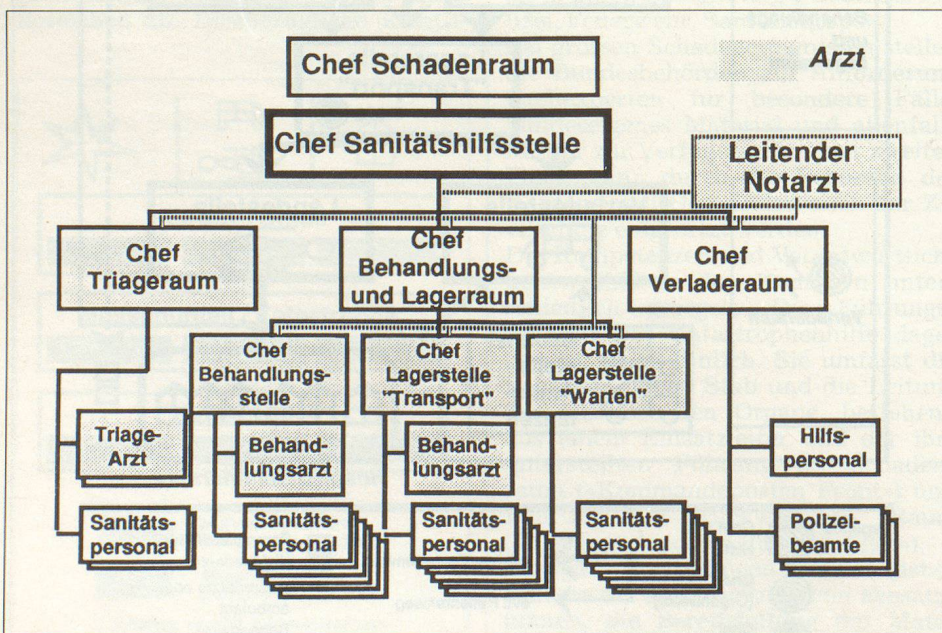 Chef Schadenraum
Arzt
Chef Sanitätshilfsstelle
Leitender
Notarzt
Chef
Triageraum
Chef
Behandlungs-
und Lagerraum
Chef
Verladeraum
Chef
Behandlungs-
stelle
Chef
Lagerstelle
"Transport"
Chef
Lagerstelle
"Warten"
Triage-
Arzt
Behand-
lungsarzt
Behand-
lungsarzt
Hilfs-
personal
Sanitäts-
personal
Sanitäts-
personal
Sanitäts-
personal
Sanitäts-
personal
Polizei-
beamte